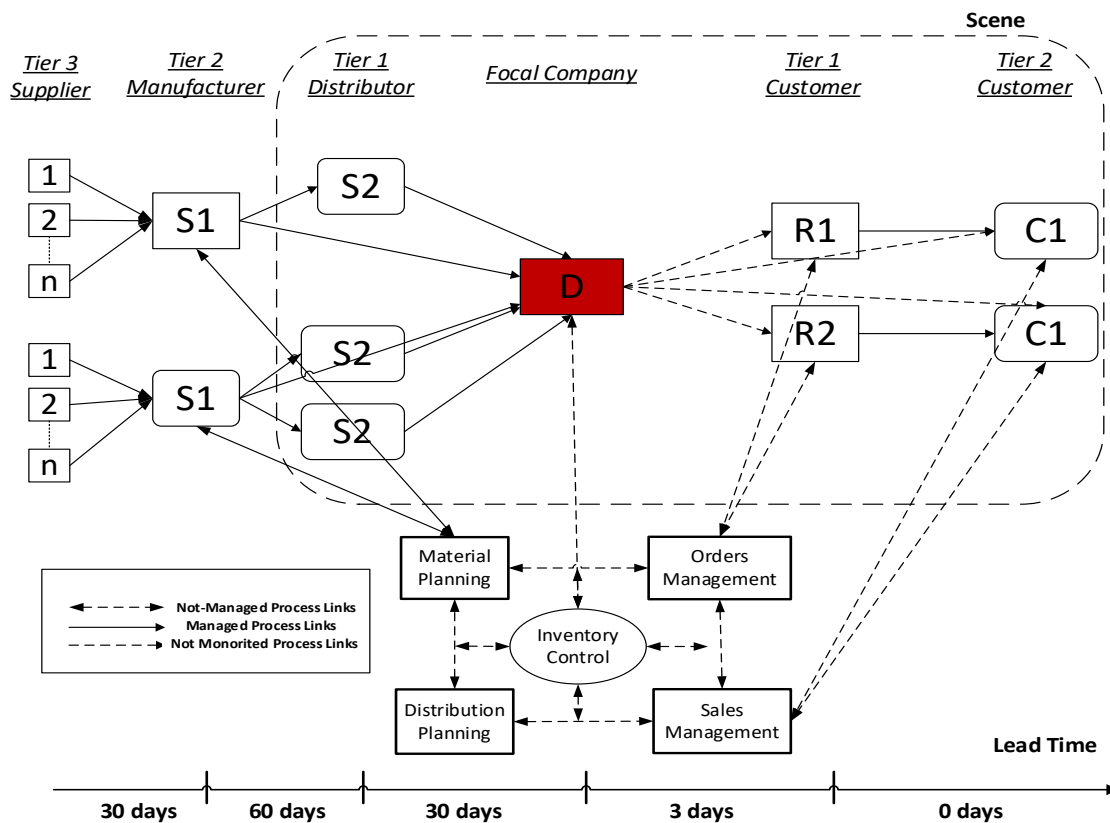 Scene
Tier 3
Supplier
Tier 2
Manufacturer
Tier 1
Distributor
Focal Company
Tier 1
Customer
Tier 2
Customer
1
2
n
S1
S2
D
R1
C1
1
2
n
S1
S2
S2
R2
C1
Material
Planning
Orders
Management
Inventory
Control
Distribution
Planning
Sales
Management
Not-Managed Process Links
Managed Process Links
Not Monorited Process Links
Lead Time
30 days
60 days
30 days
3 days
0 days